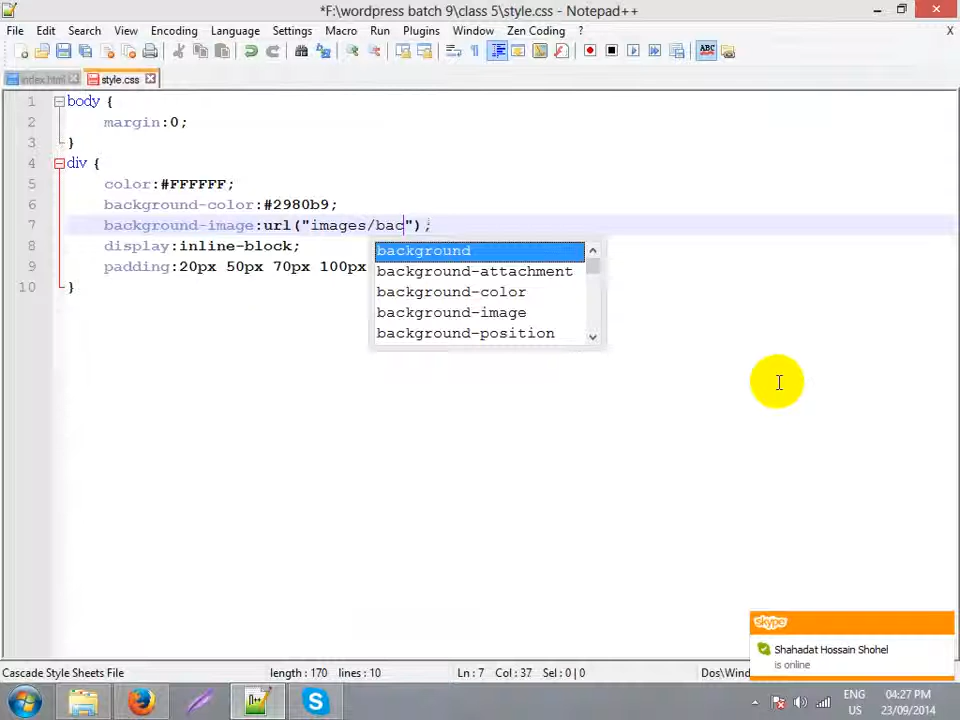 *F:\wordpress batch 9\class 5\style.css - Notepad++
File Edit Search View Encoding Language Settings Macro Run Plugins Window Zen Coding ? X
index.html style.css
1 body {
2 margin:0;
3 }
4 div {
5 color:#FFFFFF;
6 background-color:#2980b9;
7 background-image:url("images/bac");
8 display:inline-block;
9 padding:20px 50px 70px 100px
10 }
background
background-attachment
background-color
background-image
background-position
skype
Shahadat Hossain Shohel
is online
Cascade Style Sheets File length : 170 lines : 10 Ln : 7 Col : 37 Sel : 0 | 0 Dos\Wind
ENG 04:27 PM
US 23/09/2014